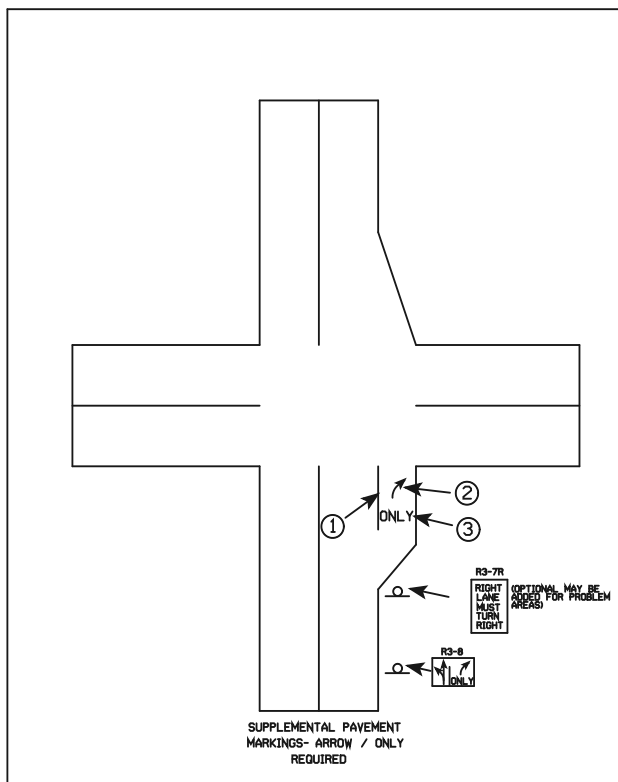 2
1
ONLY
3
R3-7R
RIGHT
LANE
MUST
TURN
RIGHT
(OPTIONAL MAY BE
ADDED FOR PROBLEM
AREAS)
R3-8
ONLY
SUPPLEMENTAL PAVEMENT
MARKINGS- ARROW / ONLY
REQUIRED